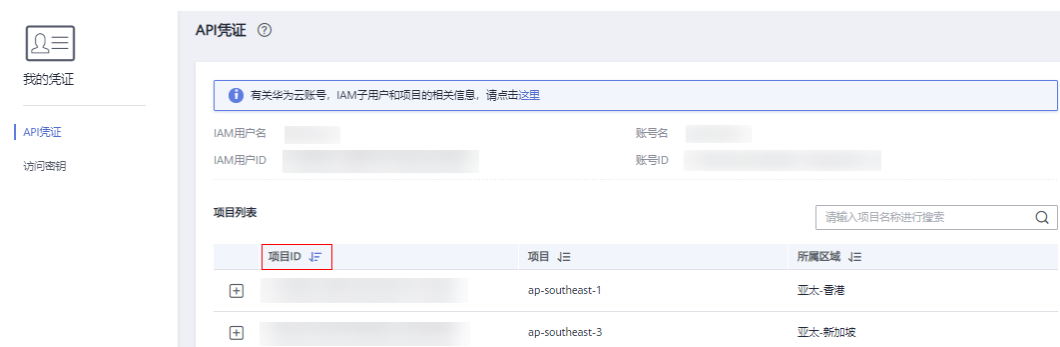 我的凭证
API凭证
访问密钥
API凭证
有关华为云账号，IAM子用户和项目的相关信息，请点击这里
IAM用户名 账号名
IAM用户ID 账号ID
项目列表
请输入项目名称进行搜索
项目ID 项目 所属区域
ap-southeast-1 亚太-香港
ap-southeast-3 亚太-新加坡